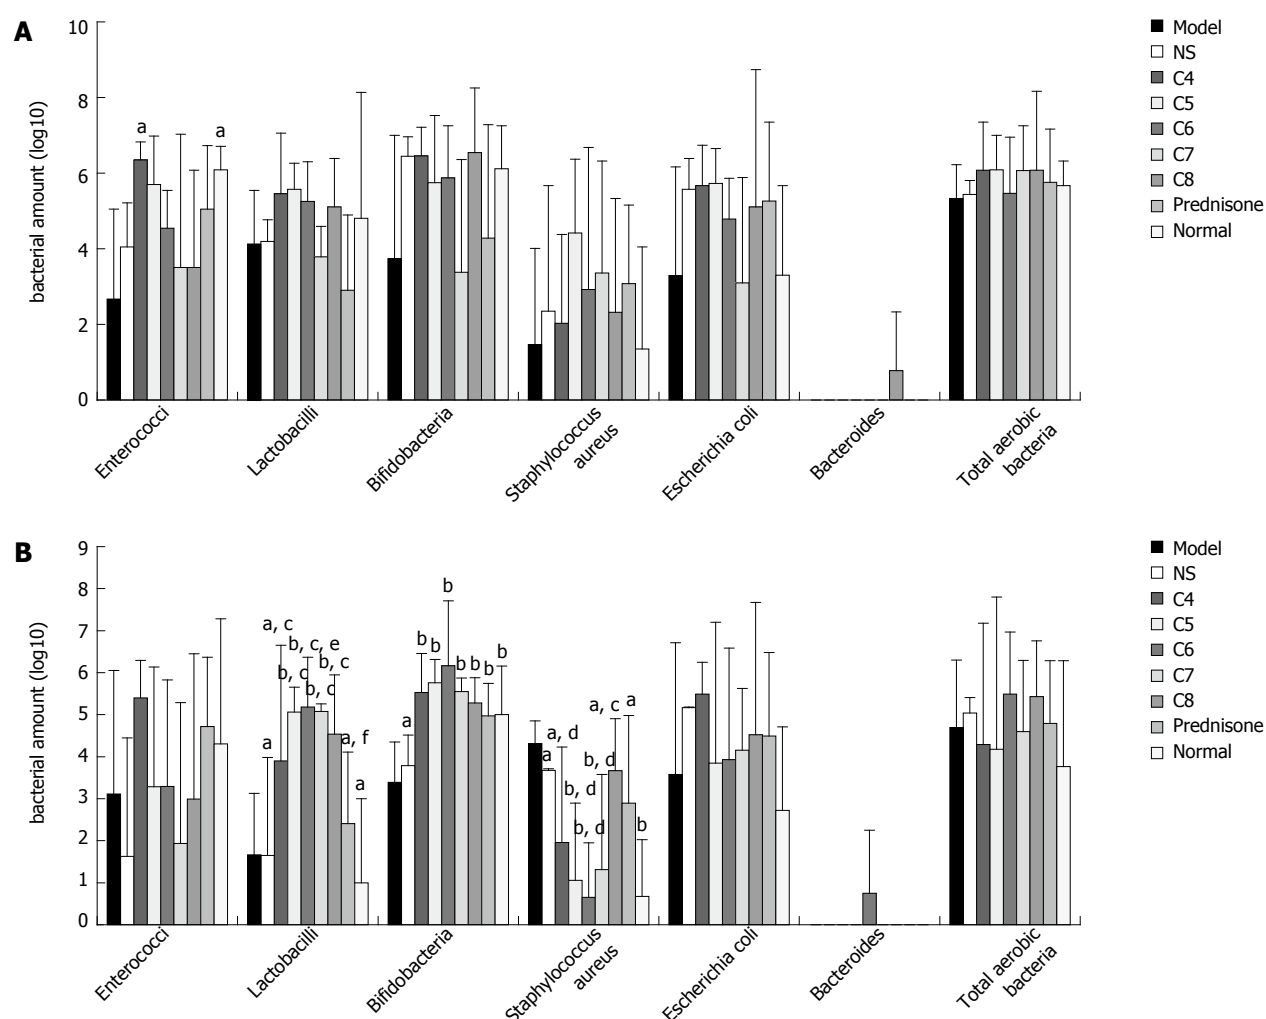 A
10
8
6
4
2
0
bacterial amount (log10)
a
a
Enterococci
Lactobacilli
Bifidobacteria
Staphylococcus
aureus
Escherichia coli
Bacteroides
Total aerobic
bacteria
Model
NS
C4
C5
C6
C7
C8
Prednisone
Normal
B
9
8
7
6
5
4
3
2
1
0
bacterial amount (log10)
a
a, c
b, c
b, c, e
b, c
b, c
a, f
a
a
b
b
b
b
b
b
b
a
a, d
b, d
b, d
b, d
a, c
a
b
Enterococci
Lactobacilli
Bifidobacteria
Staphylococcus
aureus
Escherichia coli
Bacteroides
Total aerobic
bacteria
Model
NS
C4
C5
C6
C7
C8
Prednisone
Normal